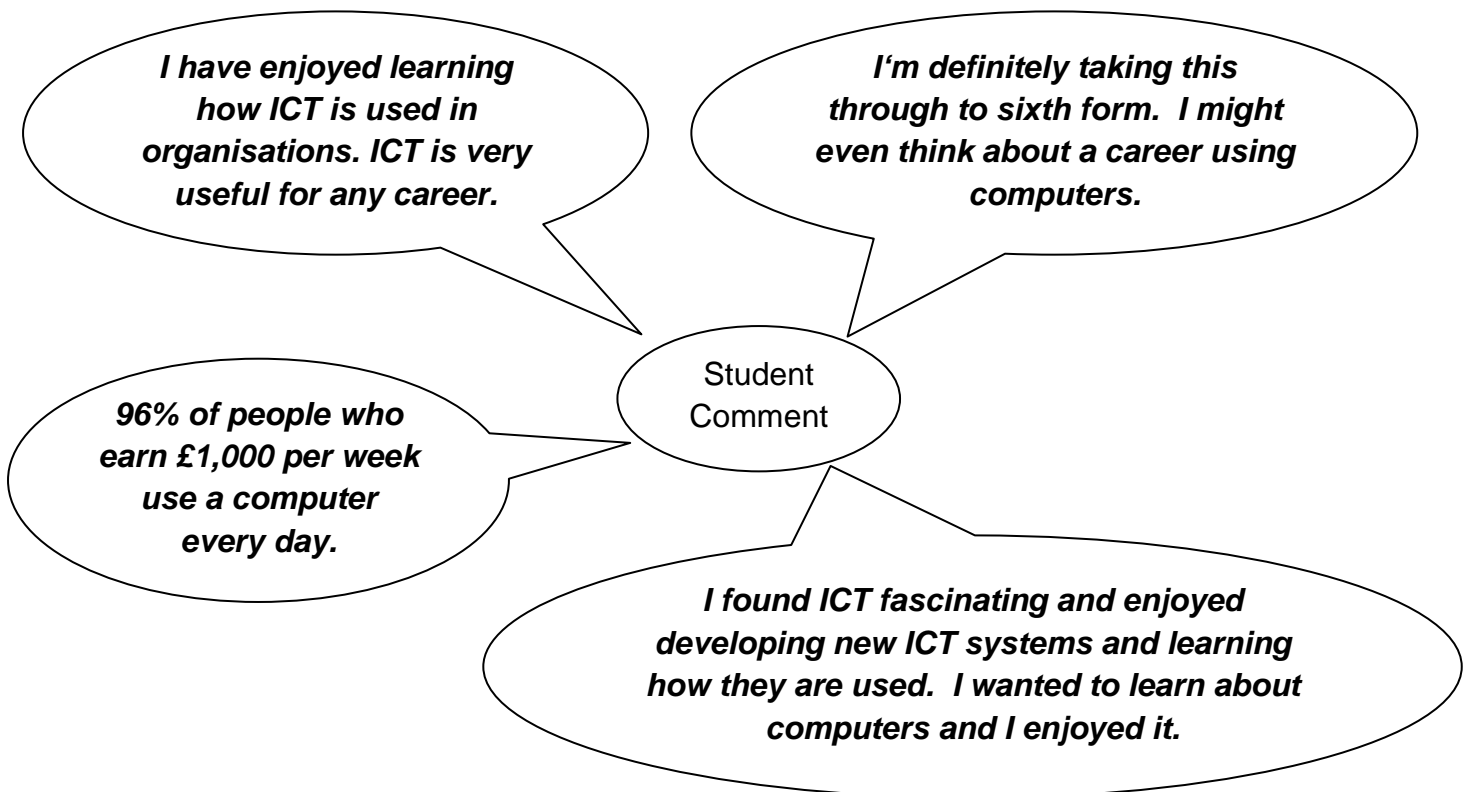 I have enjoyed learning
how ICT is used in
organisations. ICT is very
useful for any career.
I‘m definitely taking this
through to sixth form.  I might
even think about a career using
computers.
Student
Comment
96% of people who
earn £1,000 per week
use a computer
every day.
I found ICT fascinating and enjoyed
developing new ICT systems and learning
how they are used.  I wanted to learn about
computers and I enjoyed it.